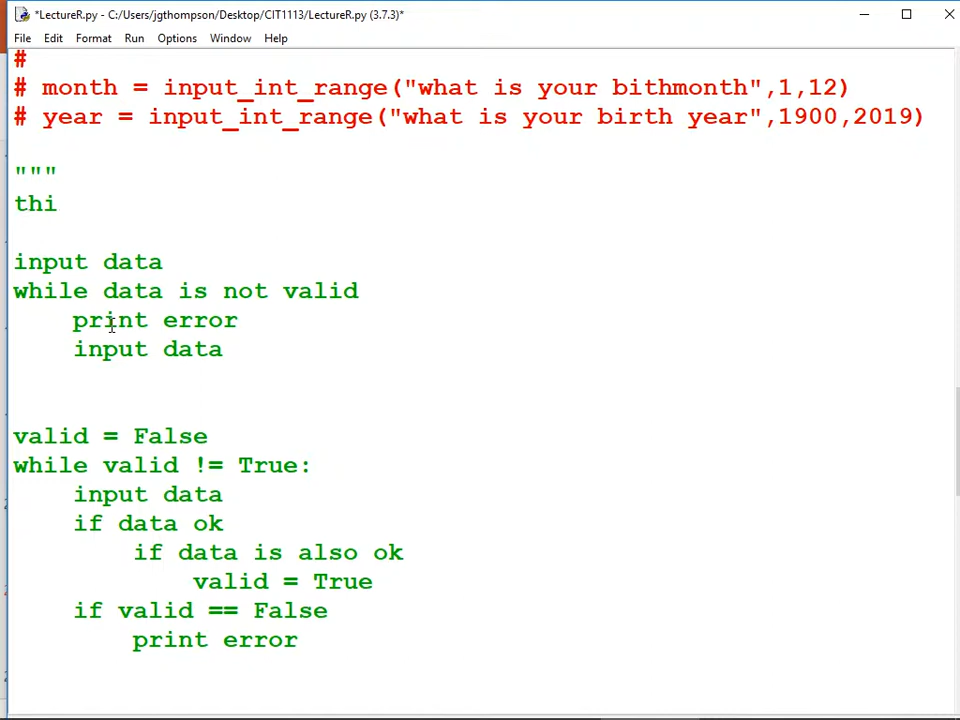 *LectureR.py - C:/Users/jgthompson/Desktop/CIT1113/LectureR.py (3.7.3)*
File Edit Format Run Options Window Help
#
# month = input_int_range("what is your bithmonth",1,12)
# year = input_int_range("what is your birth year",1900,2019)
"""
thi
input data
while data is not valid
    print error
    input data
valid = False
while valid != True:
    input data
    if data ok
        if data is also ok
            valid = True
    if valid == False
        print error